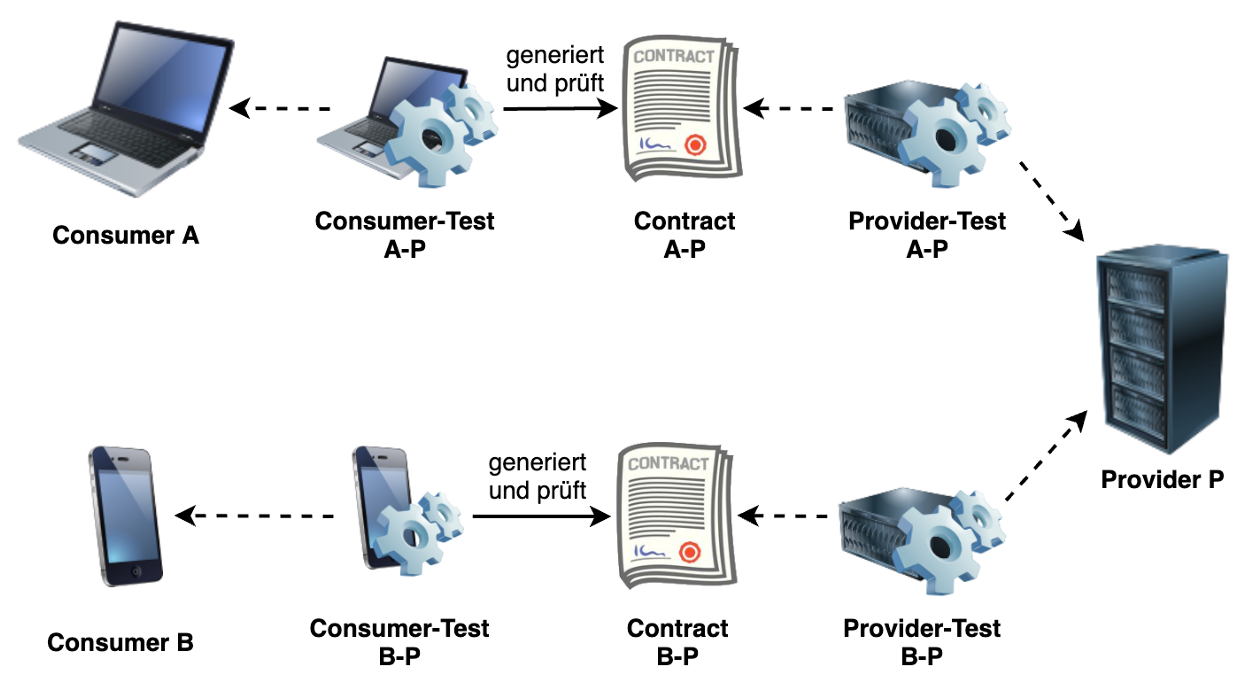 generiert
und prüft
CONTRACT
Consumer A
Consumer-Test
A-P
Contract
A-P
Provider-Test
A-P
generiert
und prüft
CONTRACT
Provider P
Consumer B
Consumer-Test
B-P
Contract
B-P
Provider-Test
B-P